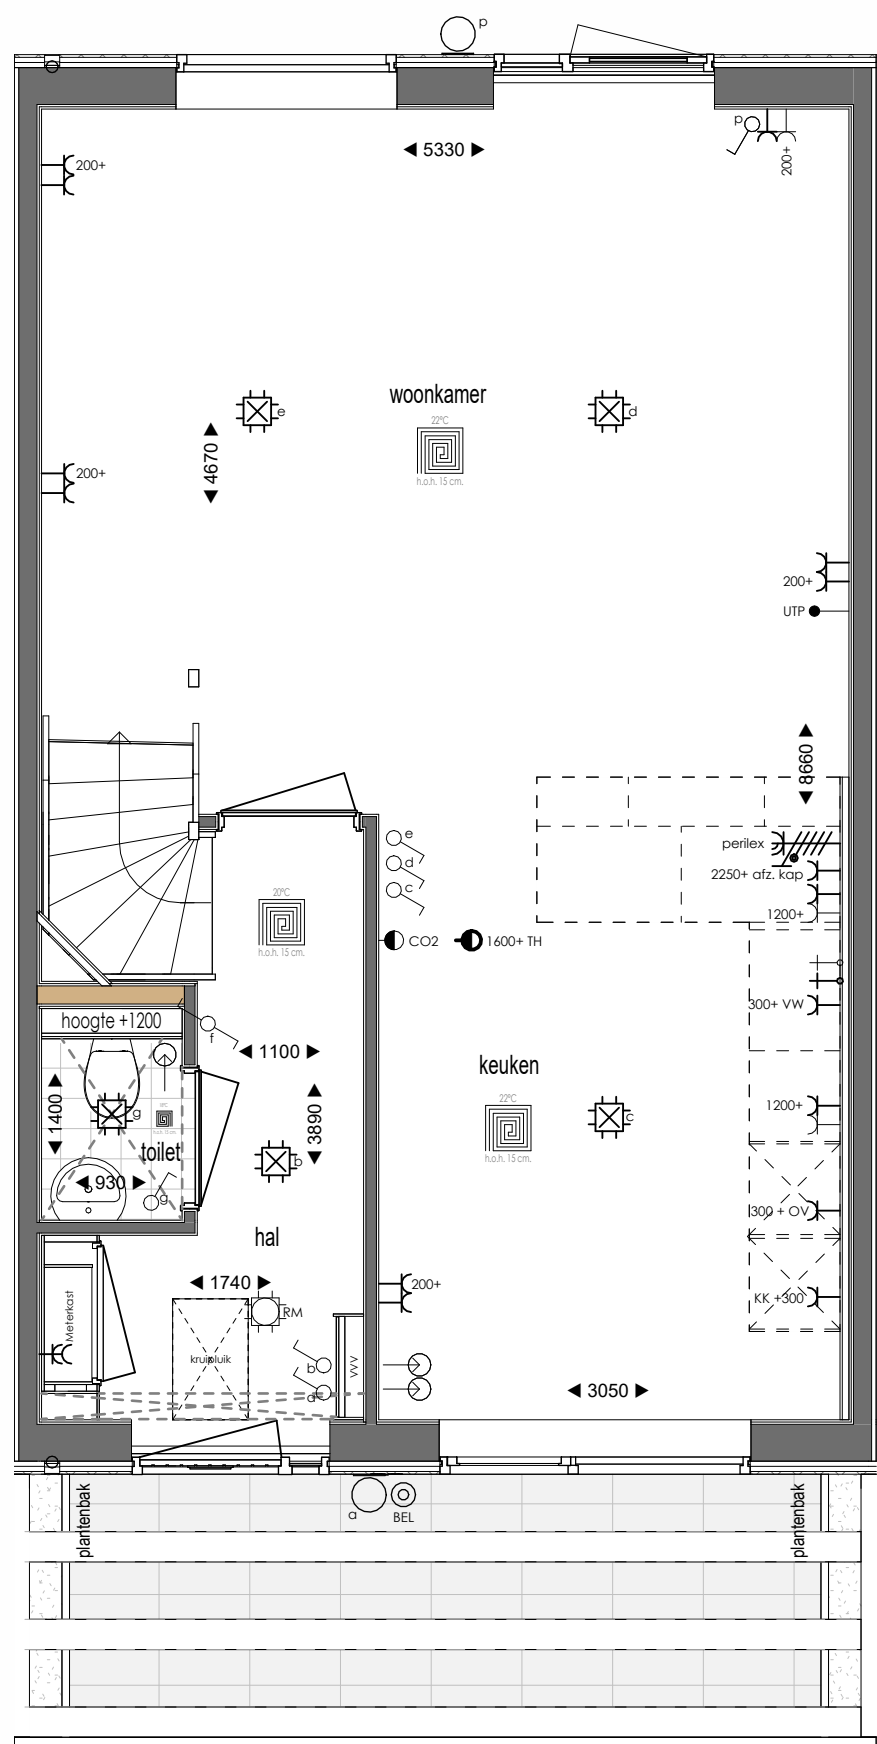 p
5330
p
200+
200+
woonkamer
e
d
22°C
h.o.h. 15 cm.
4670
200+
200+
UTP
8660
e
d
c
perilex
2250+ afz. kap
1200+
20°C
h.o.h. 15 cm.
CO2
1600+ TH
300+ VW
hoogte +1200
f
1100
keuken
22°C
h.o.h. 15 cm.
c
1400
g
3890
1200+
toilet
b
930
g
300 + OV
hal
1740
200+
KK +300
RM
Meterkast
kruipluik
b
a
VVV
3050
plantenbak
plantenbak
a
BEL